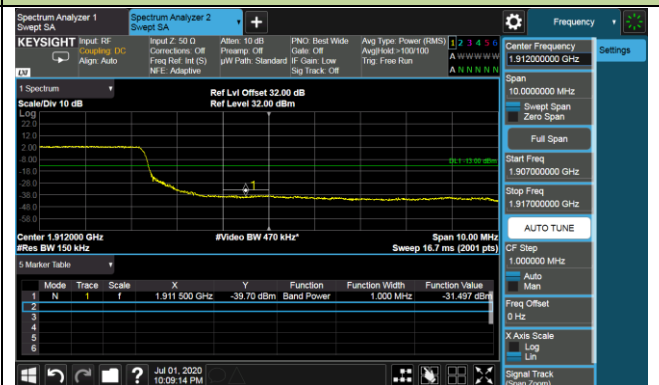 Spectrum Analyzer 1
Swept SA
Spectrum Analyzer 2
Swept SA
+
Frequency
KEYSIGHT
Input: RF
Coupling: DC
Align: Auto
Input Z: 50 Ω
Corrections: Off
Freq Ref: Int (S)
NFE: Adaptive
Atten: 10 dB
Preamp: Off
µW Path: Standard
PNO: Best Wide
Gate: Off
IF Gain: Low
Sig Track: Off
Avg Type: Power (RMS)
Avg|Hold:>100/100
Trig: Free Run
1 2 3 4 5 6
A W W W W W
A N N N N N
LXI
Center Frequency
1.912000000 GHz
Settings
Span
10.0000000 MHz
Swept Span
Zero Span
Full Span
Start Freq
1.907000000 GHz
Stop Freq
1.917000000 GHz
AUTO TUNE
CF Step
1.000000 MHz
Auto
Man
Freq Offset
0 Hz
X Axis Scale
Log
Lin
Signal Track
(Span Zoom)
1 Spectrum
Scale/Div 10 dB
Ref Lvl Offset 32.00 dB
Ref Level 32.00 dBm
Log
22.0
12.0
2.00
-8.00
-18.0
-28.0
-38.0
-48.0
-58.0
DL1 -13.00 dBm
1
Center 1.912000 GHz
#Video BW 470 kHz*
Span 10.00 MHz
#Res BW 150 kHz
Sweep 16.7 ms (2001 pts)
5 Marker Table
Mode Trace Scale X Y Function Function Width Function Value
1 N 1 f 1.911 500 GHz -39.70 dBm Band Power 1.000 MHz -31.497 dBm
2
3
4
5
6
?
Jul 01, 2020
10:09:14 PM